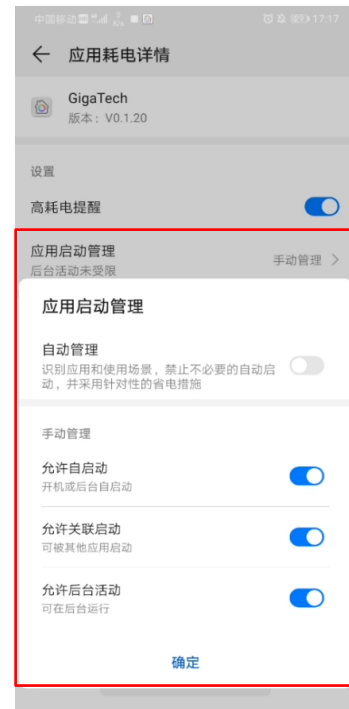 中国移动
17:17
应用耗电详情
GigaTech
版本：V0.1.20
设置
高耗电提醒
应用启动管理
手动管理
后台活动未受限
应用启动管理
自动管理
识别应用和使用场景，禁止不必要的自动启
动，并采用针对性的省电措施
手动管理
允许自启动
开机或后台自启动
允许关联启动
可被其他应用启动
允许后台活动
可在后台运行
确定